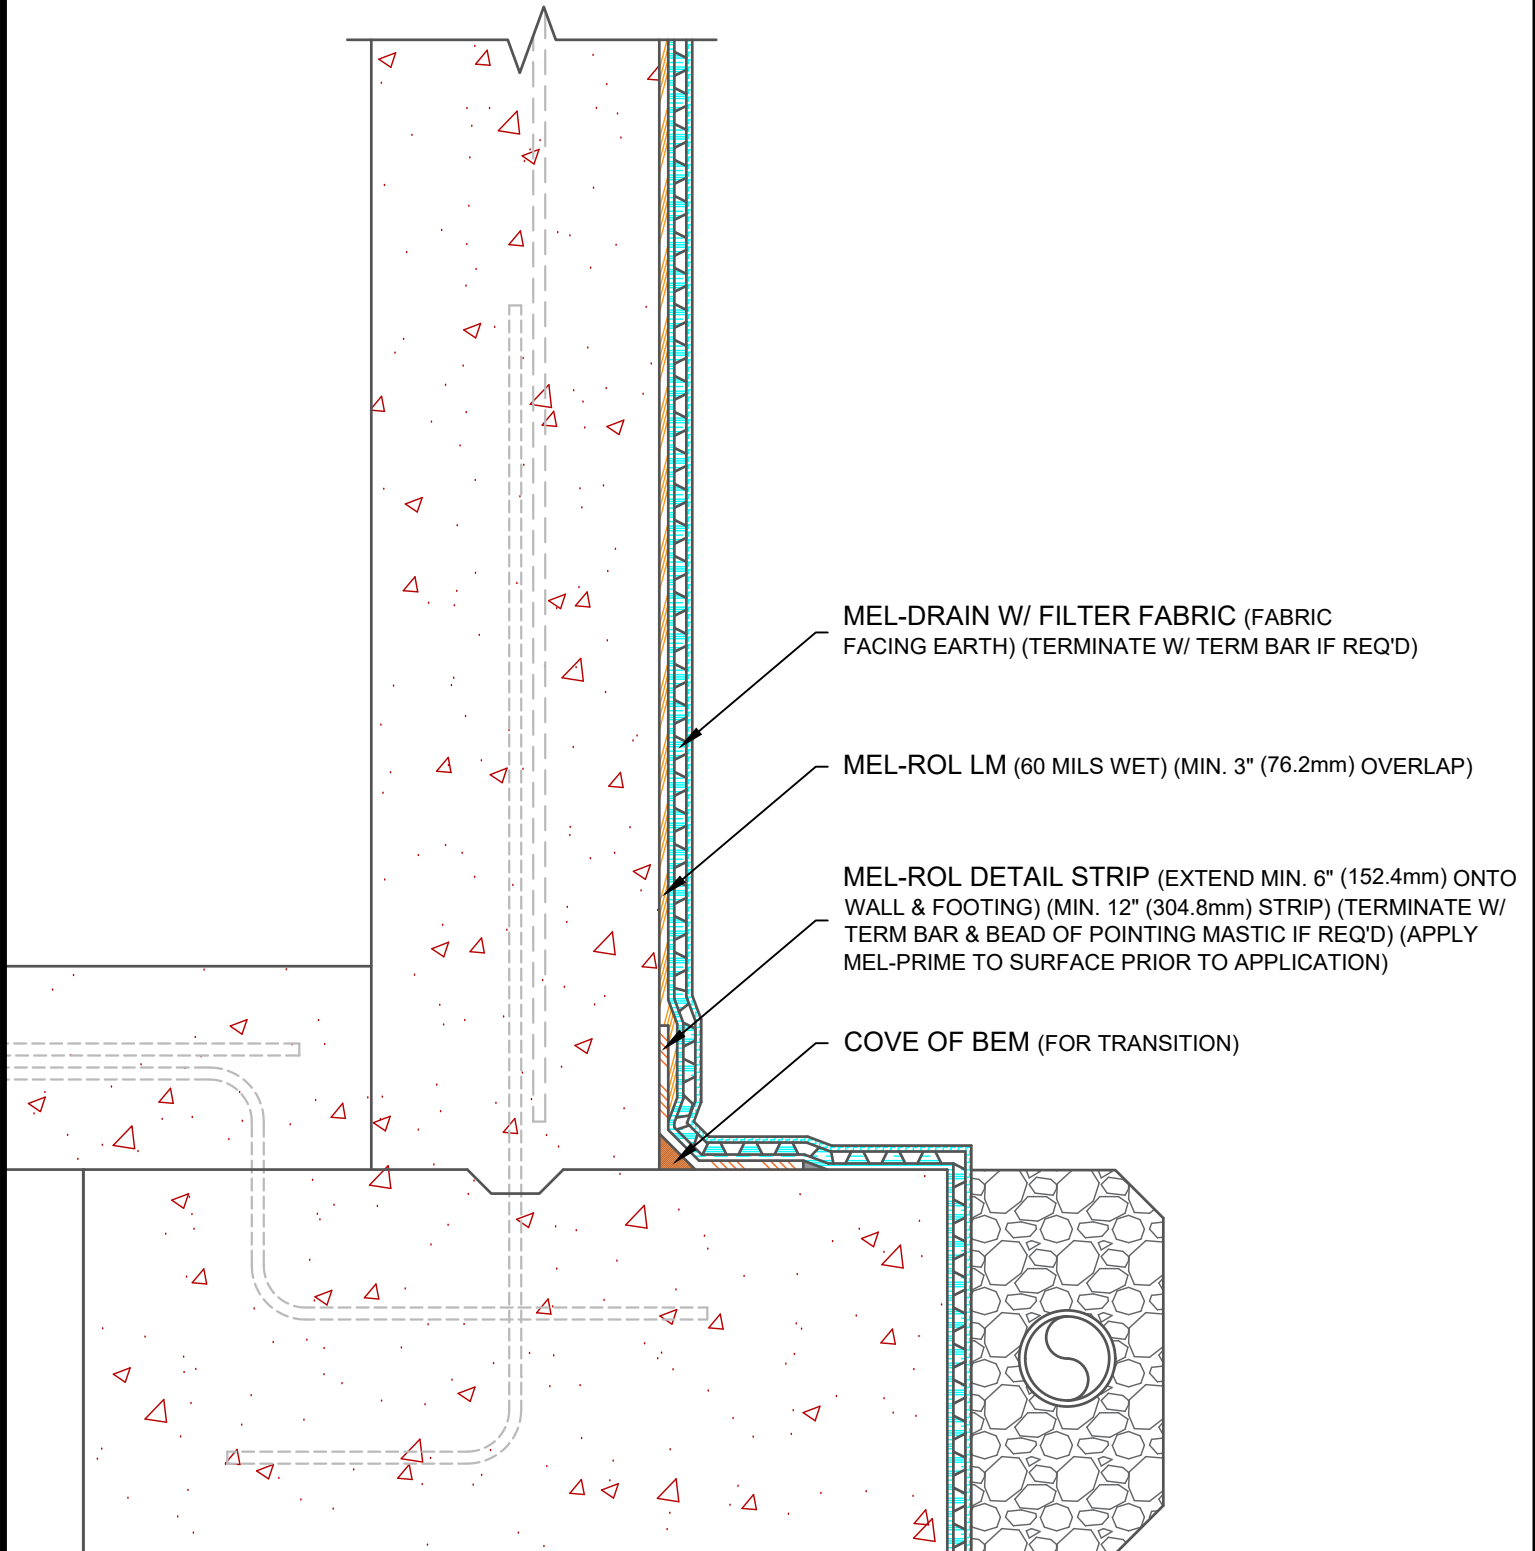 MEL-DRAIN W/ FILTER FABRIC (FABRIC
FACING EARTH) (TERMINATE W/ TERM BAR IF REQ'D)
MEL-ROL LM (60 MILS WET) (MIN. 3" (76.2mm) OVERLAP)
MEL-ROL DETAIL STRIP (EXTEND MIN. 6" (152.4mm) ONTO
WALL & FOOTING) (MIN. 12" (304.8mm) STRIP) (TERMINATE W/
TERM BAR & BEAD OF POINTING MASTIC IF REQ'D) (APPLY
MEL-PRIME TO SURFACE PRIOR TO APPLICATION)
COVE OF BEM (FOR TRANSITION)